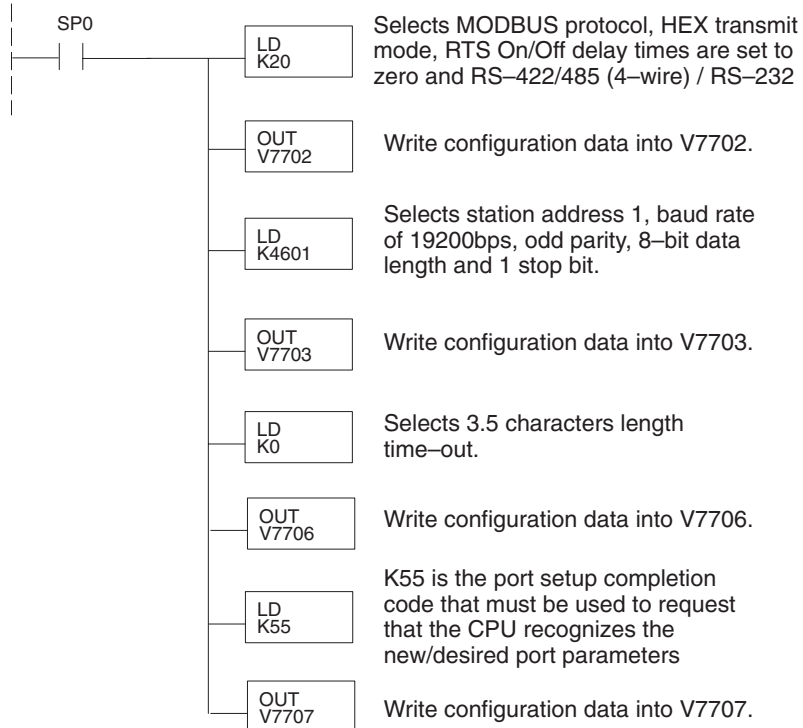 SP0
LD
K20
Selects MODBUS protocol, HEX transmit
mode, RTS On/Off delay times are set to
zero and RS–422/485 (4–wire) / RS–232
OUT
V7702
Write configuration data into V7702.
LD
K4601
Selects station address 1, baud rate
of 19200bps, odd parity, 8–bit data
length and 1 stop bit.
OUT
V7703
Write configuration data into V7703.
LD
K0
Selects 3.5 characters length
time–out.
OUT
V7706
Write configuration data into V7706.
LD
K55
K55 is the port setup completion
code that must be used to request
that the CPU recognizes the
new/desired port parameters
OUT
V7707
Write configuration data into V7707.